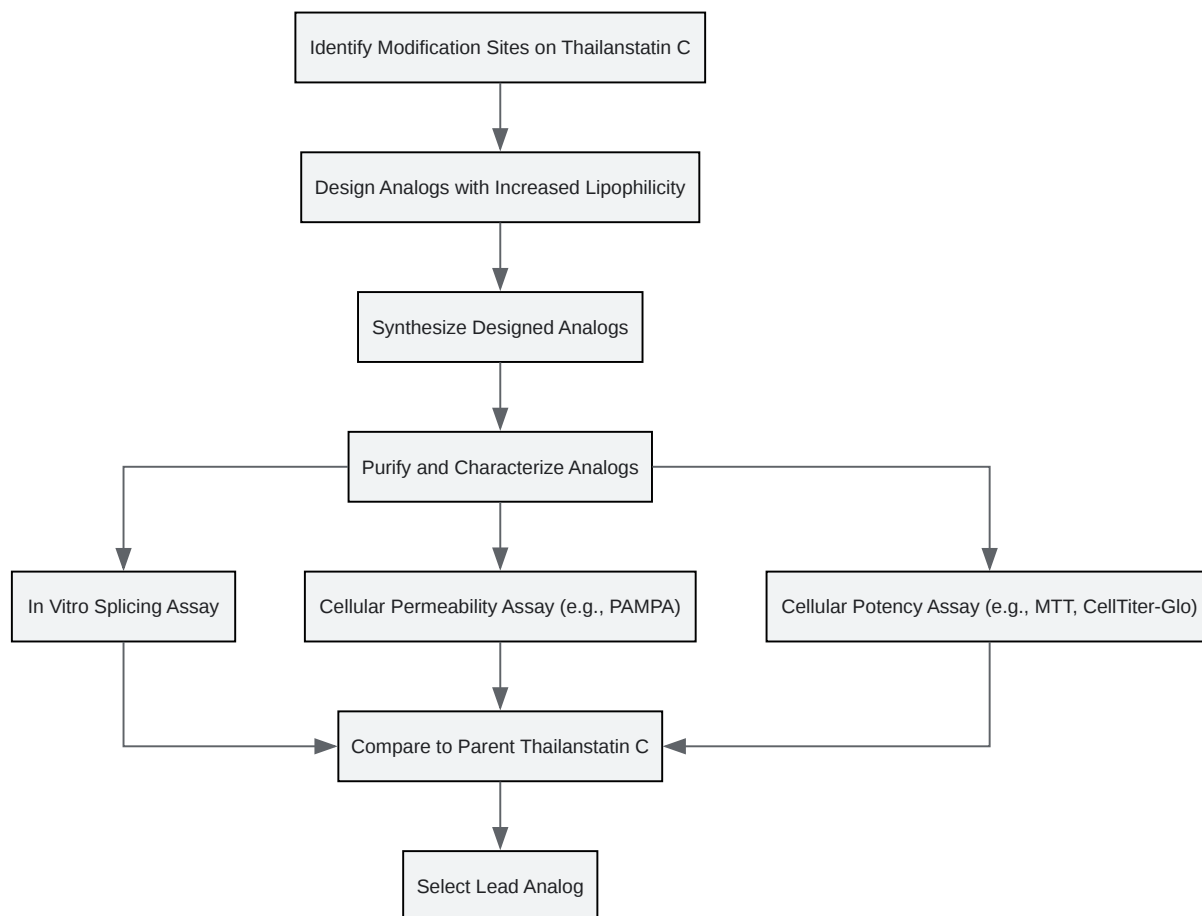 Identify Modification Sites on Thailanstatin C
Design Analogs with Increased Lipophilicity
Synthesize Designed Analogs
Purify and Characterize Analogs
In Vitro Splicing Assay
Cellular Permeability Assay (e.g., PAMPA)
Cellular Potency Assay (e.g., MTT, CellTiter-Glo)
Compare to Parent Thailanstatin C
Select Lead Analog